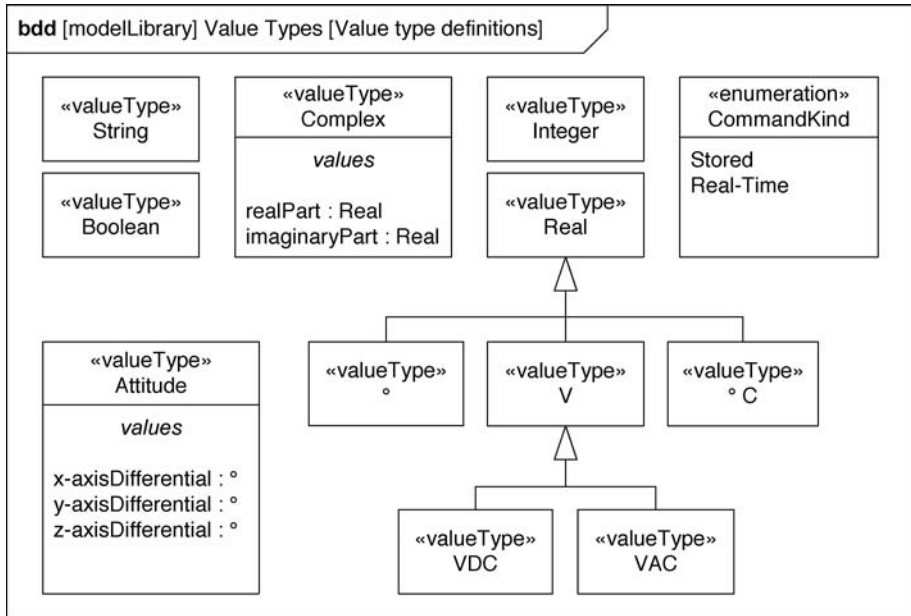 bdd [modelLibrary] Value Types [Value type definitions]
«valueType»
String
«valueType»
Boolean
«valueType»
Complex
values
realPart : Real
imaginaryPart : Real
«valueType»
Integer
«valueType»
Real
«enumeration»
CommandKind
Stored
Real-Time
«valueType»
Attitude
values
x-axisDifferential : °
y-axisDifferential : °
z-axisDifferential : °
«valueType»
°
«valueType»
V
«valueType»
° C
«valueType»
VDC
«valueType»
VAC